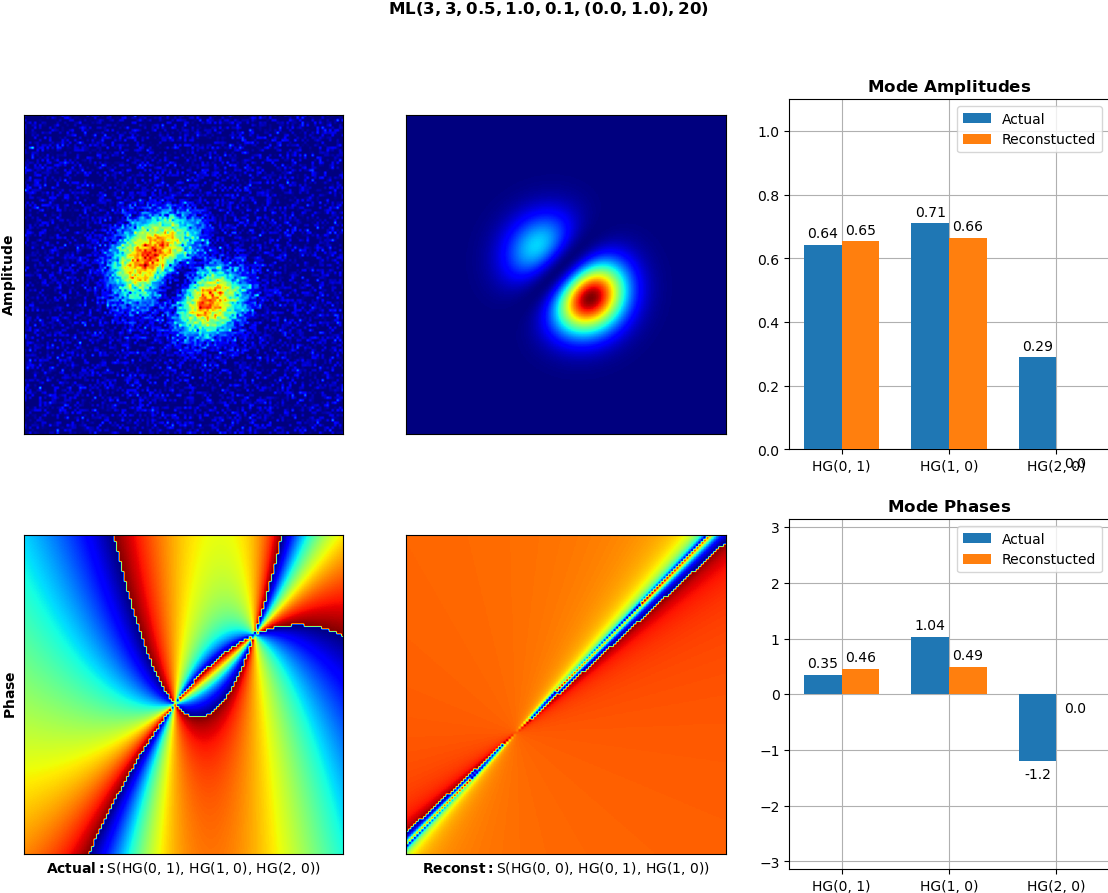 ML(3, 3, 0.5, 1.0, 0.1, (0.0, 1.0), 20)
Amplitude
Mode Amplitudes
Actual
Reconstucted
1.0
0.8
0.6
0.4
0.2
0.0
0.64
0.65
0.71
0.66
0.29
0.0
HG(0, 1)
HG(1, 0)
HG(2, 0)
Phase
Actual: S(HG(0, 1), HG(1, 0), HG(2, 0))
Reconst: S(HG(0, 0), HG(0, 1), HG(1, 0))
Mode Phases
Actual
Reconstucted
3
2
1
0
−1
−2
−3
0.35
0.46
1.04
0.49
-1.2
0.0
HG(0, 1)
HG(1, 0)
HG(2, 0)